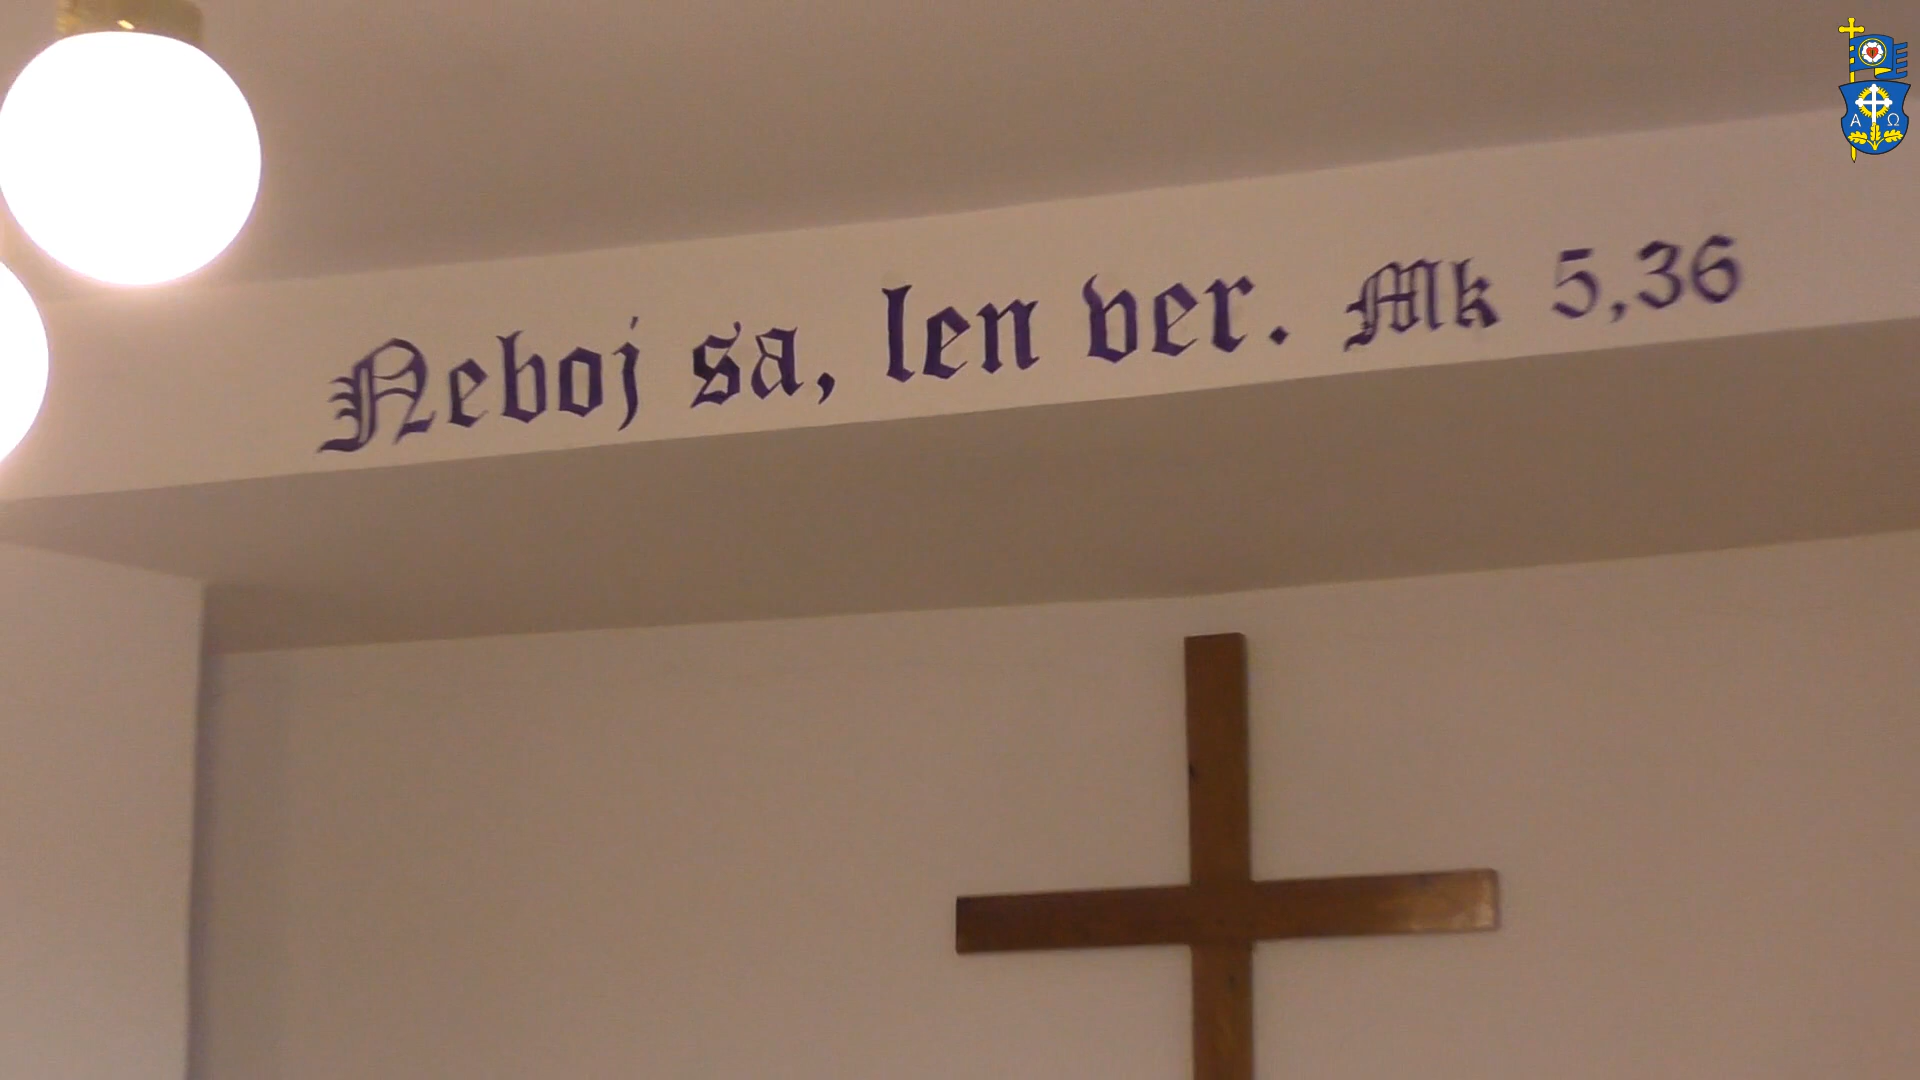 Neboj sa, len ver. Mk 5,36
Α Ω